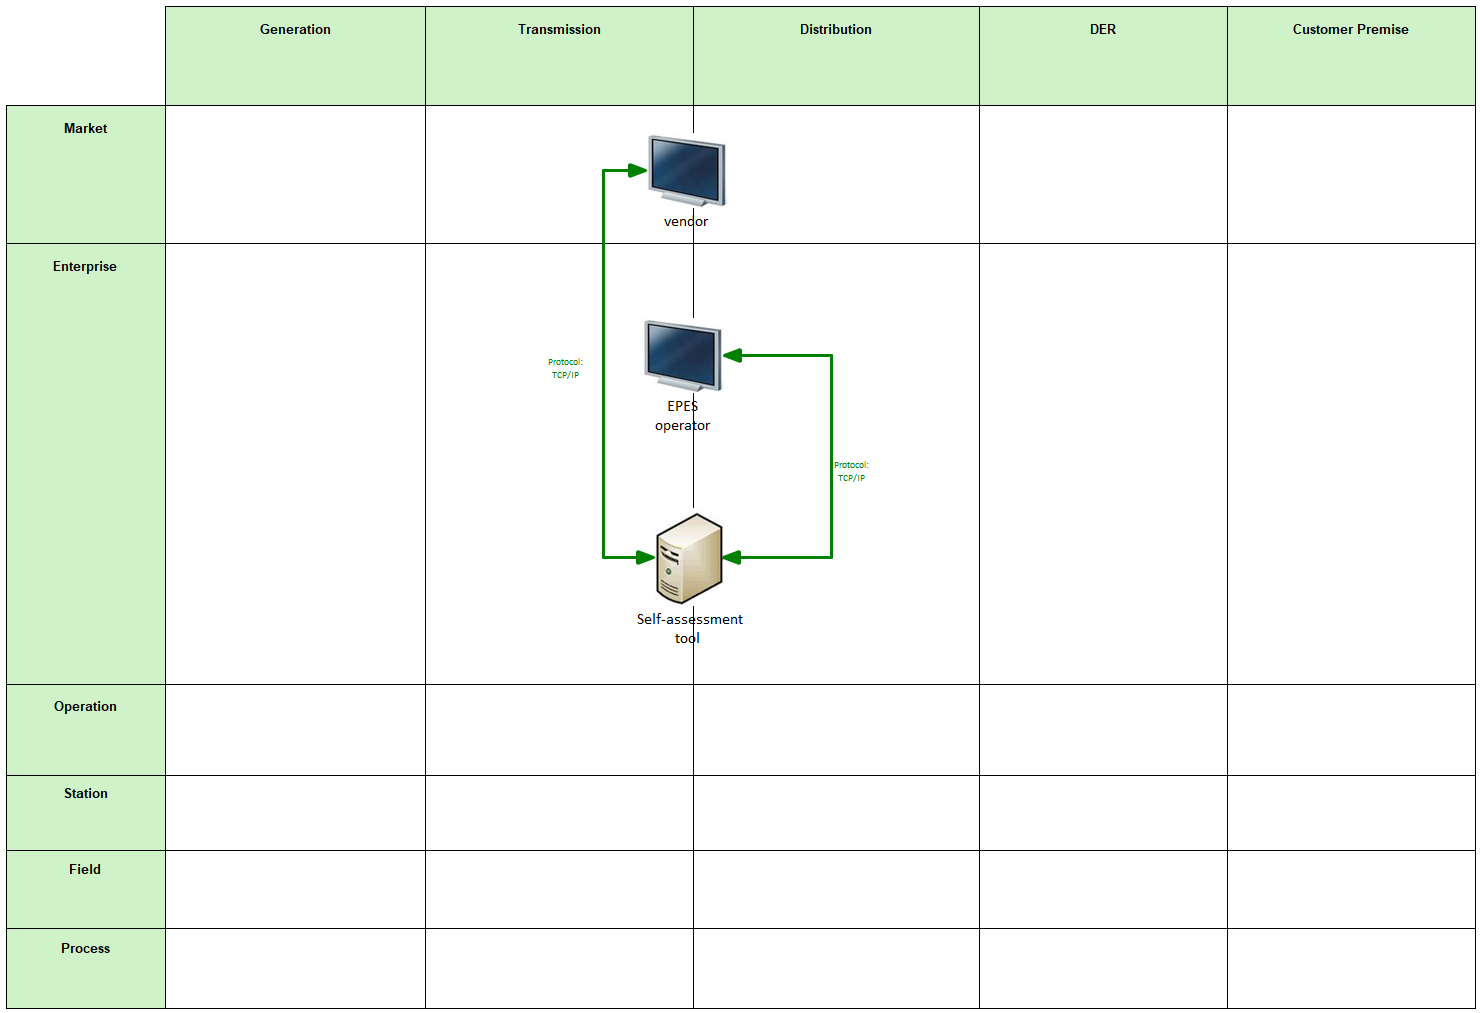 Generation
Transmission
Distribution
DER
Customer Premise
Market
vendor
Enterprise
Protocol:
TCP/IP
EPES
operator
Protocol:
TCP/IP
Self-assessment
tool
Operation
Station
Field
Process